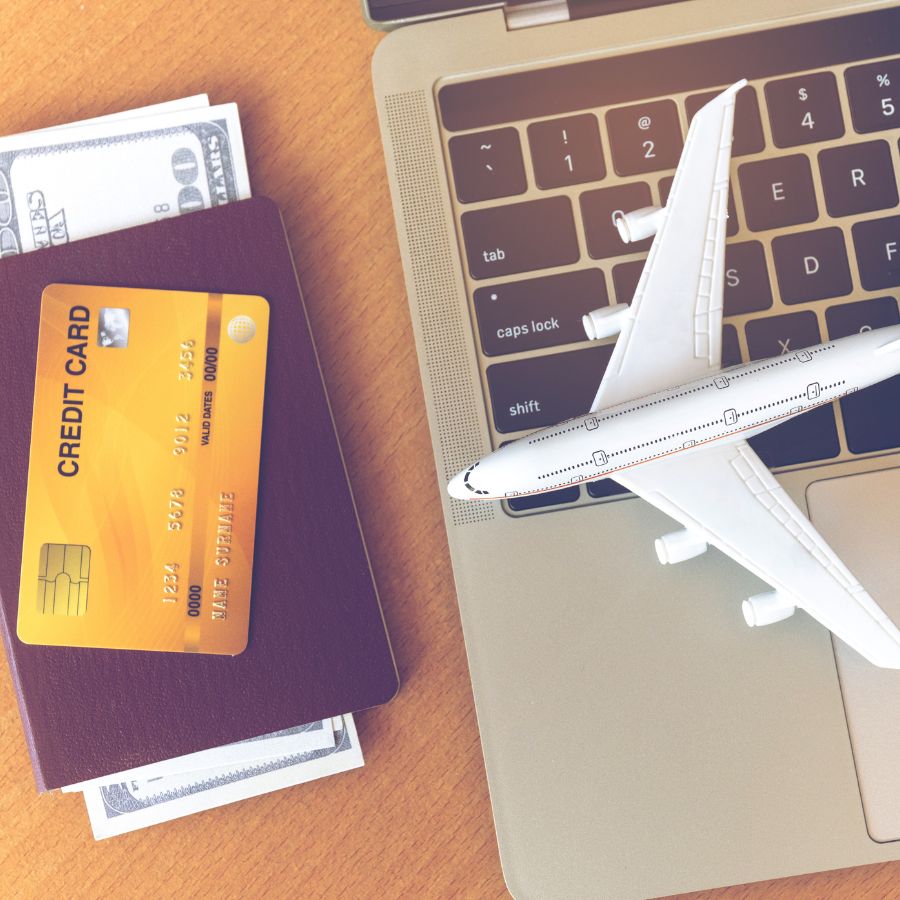 CREDIT CARD
1234 5678 9012 3456
0000 VALID DATES 00/00
NAME SURNAME
~
`
!
1
@
2
$
4
%
5
tab
Q
E
R
caps lock
S
D
F
shift
X